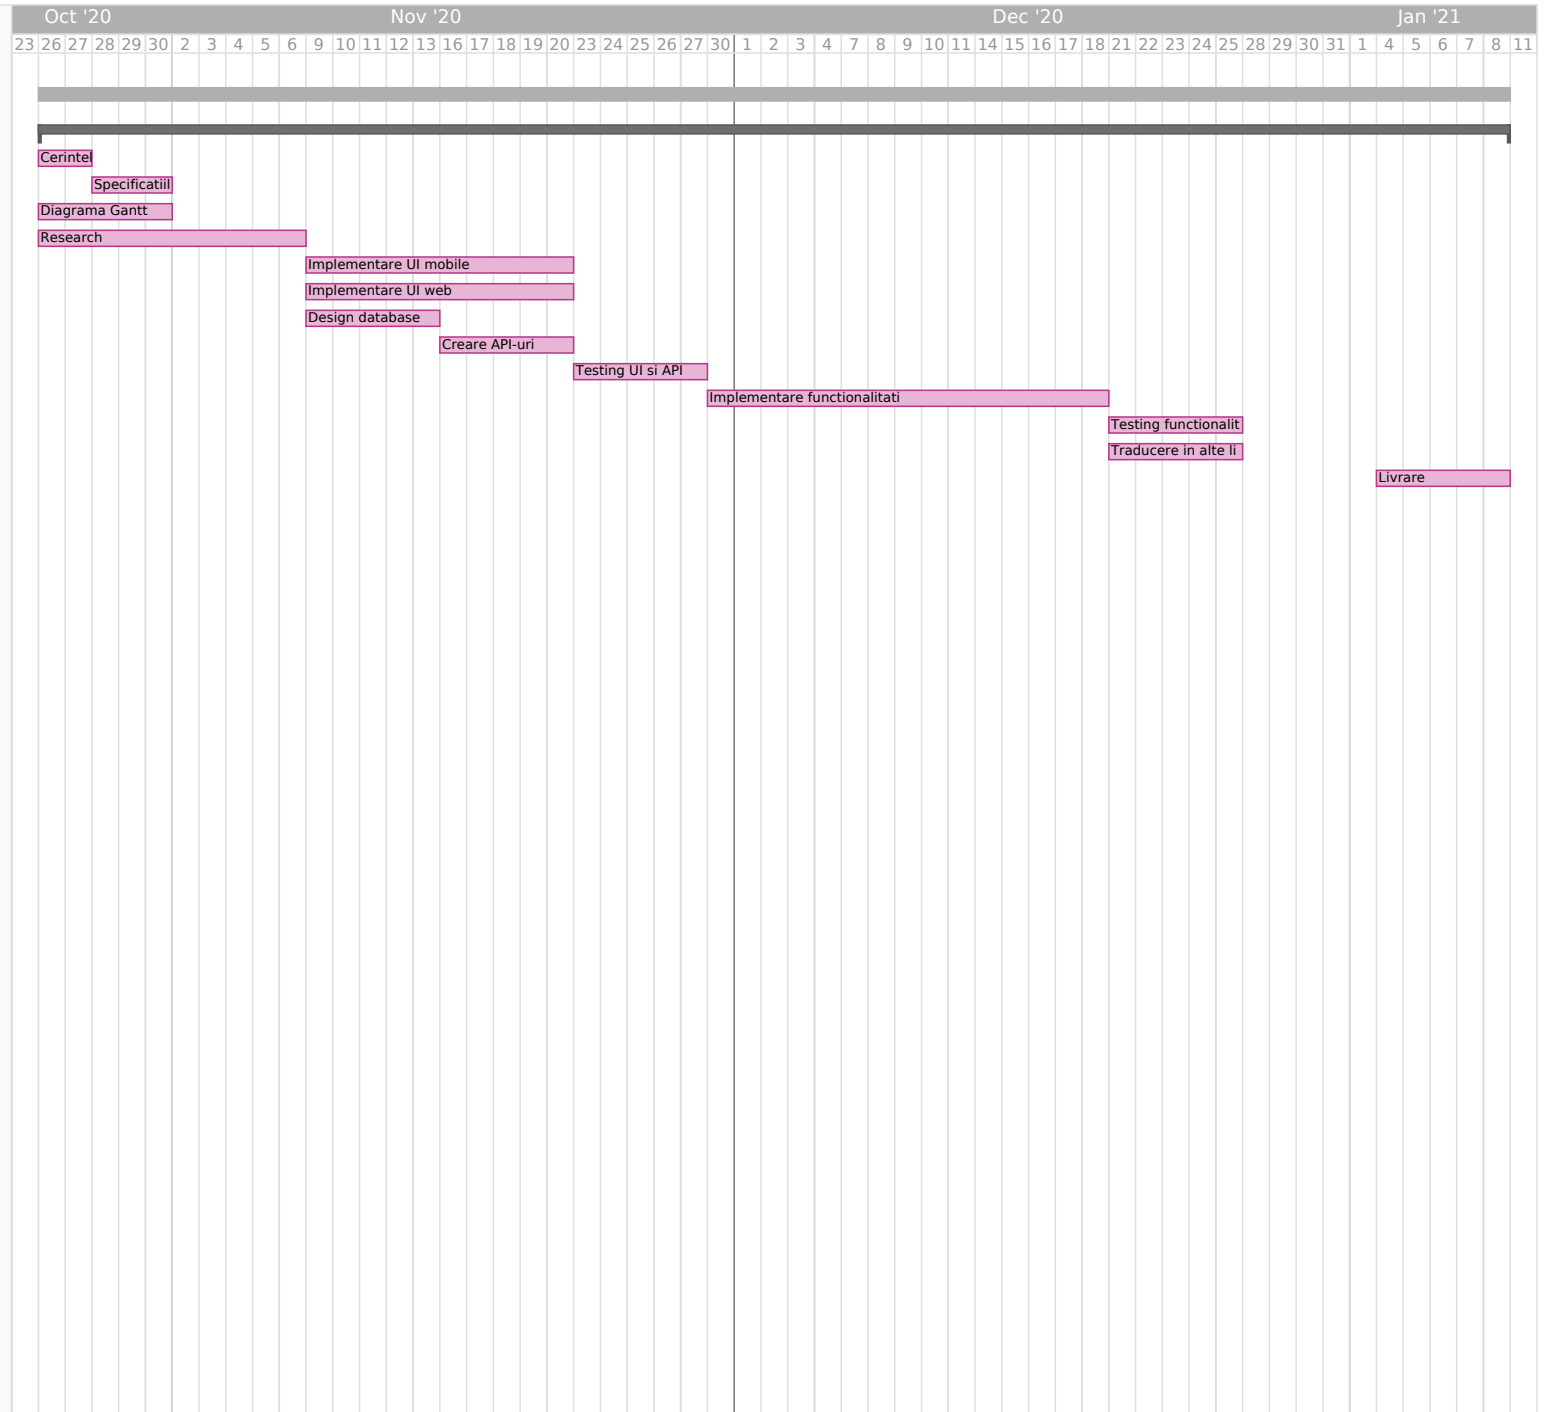 Oct '20 Nov '20 Dec '20 Jan '21
23 26 27 28 29 30 2 3 4 5 6 9 10 11 12 13 16 17 18 19 20 23 24 25 26 27 30 1 2 3 4 7 8 9 10 11 14 15 16 17 18 21 22 23 24 25 28 29 30 31 1 4 5 6 7 8 11
Cerintel
Specificatiil
Diagrama Gantt
Research
Implementare UI mobile
Implementare UI web
Design database
Creare API-uri
Testing UI si API
Implementare functionalitati
Testing functionalit
Traducere in alte li
Livrare